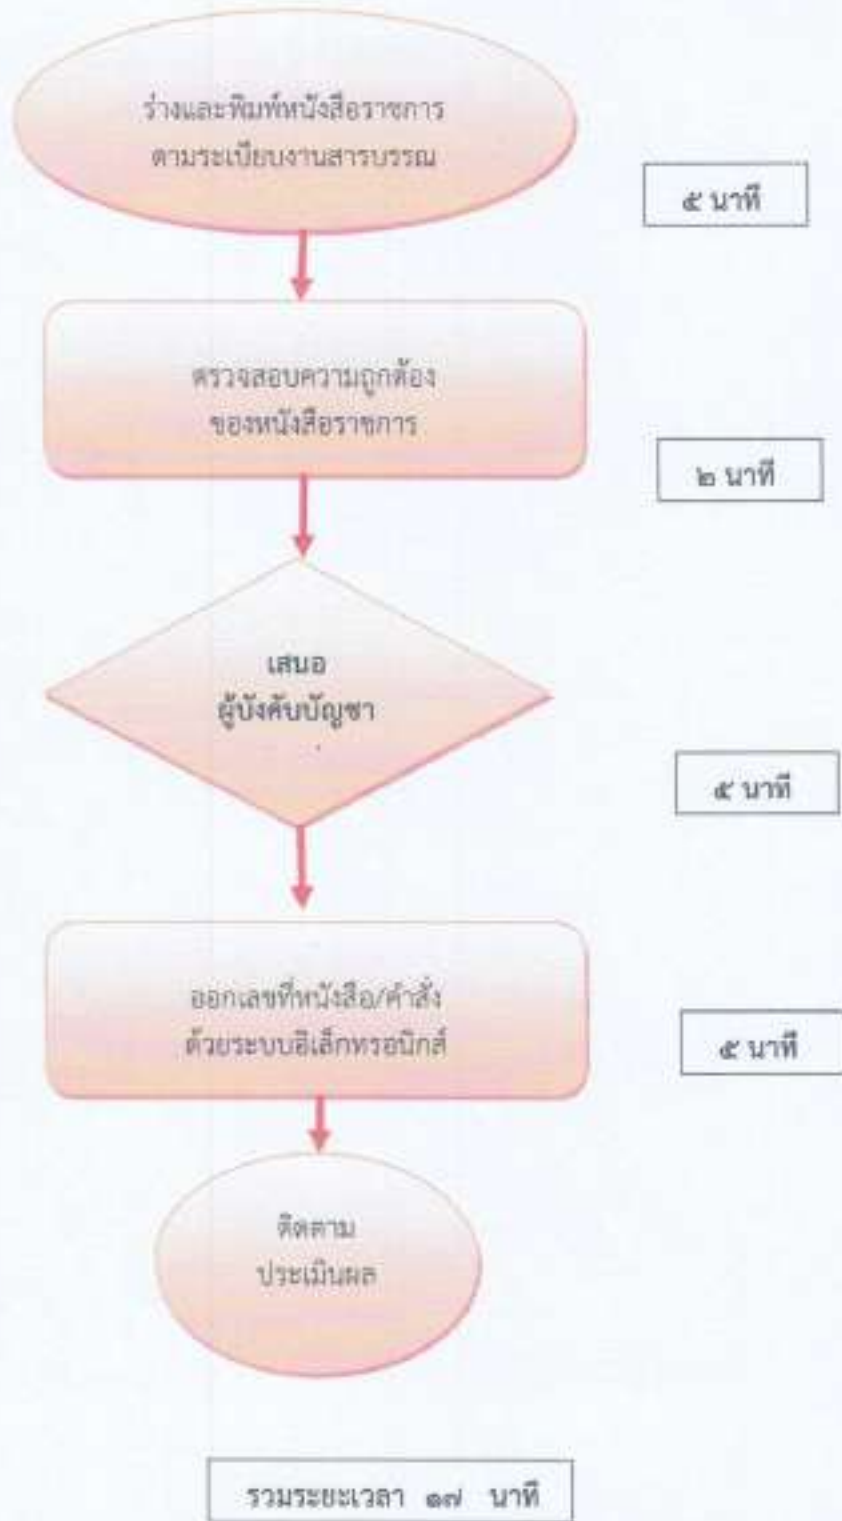 ร่างและพิมพ์หนังสือราชการ
ตามระเบียบงานสารบรรณ
๕ นาที
ตรวจสอบความถูกต้อง
ของหนังสือราชการ
๒ นาที
เสนอ
ผู้บังคับบัญชา
๕ นาที
ออกเลขที่หนังสือ/คำสั่ง
ด้วยระบบอิเล็กทรอนิกส์
๕ นาที
ติดตาม
ประเมินผล
รวมระยะเวลา ๑๗ นาที